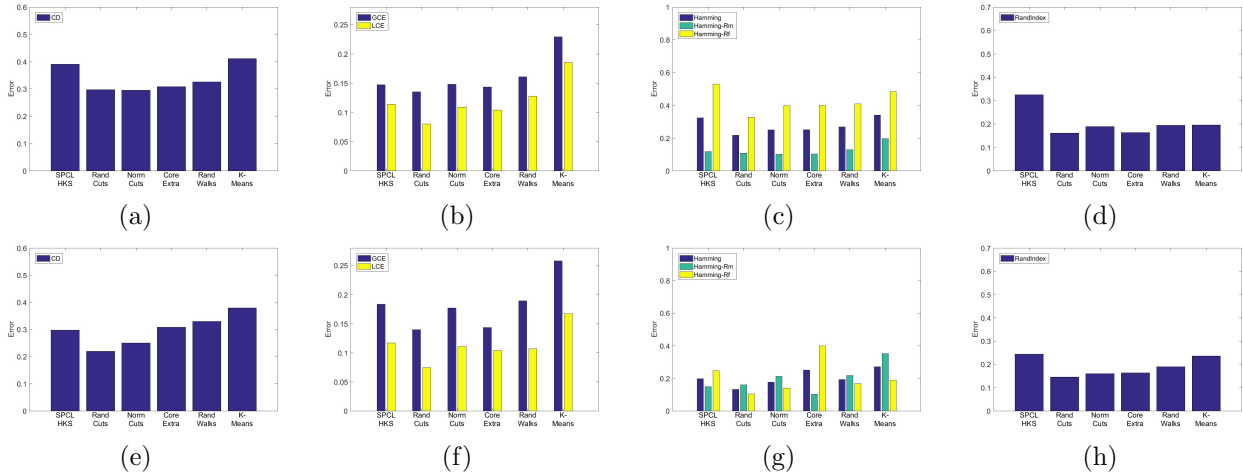 0.6
0.5
0.4
0.3
0.2
0.1
0
Error
CD
SPCL HKS
Rand Cuts
Norm Cuts
Core Extra
Rand Walks
K- Means
(a)
0.25
0.2
0.15
0.1
0.05
0
Error
GCE
LCE
SPCL HKS
Rand Cuts
Norm Cuts
Core Extra
Rand Walks
K- Means
(b)
1
0.8
0.6
0.4
0.2
0
Error
Hamming
Hamming-Rm
Hamming-Rf
SPCL HKS
Rand Cuts
Norm Cuts
Core Extra
Rand Walks
K- Means
(c)
0.7
0.6
0.5
0.4
0.3
0.2
0.1
0
Error
RandIndex
SPCL HKS
Rand Cuts
Norm Cuts
Core Extra
Rand Walks
K- Means
(d)
0.6
0.5
0.4
0.3
0.2
0.1
0
Error
CD
SPCL HKS
Rand Cuts
Norm Cuts
Core Extra
Rand Walks
K- Means
(e)
0.25
0.2
0.15
0.1
0.05
0
Error
GCE
LCE
SPCL HKS
Rand Cuts
Norm Cuts
Core Extra
Rand Walks
K- Means
(f)
1
0.8
0.6
0.4
0.2
0
Error
Hamming
Hamming-Rm
Hamming-Rf
SPCL HKS
Rand Cuts
Norm Cuts
Core Extra
Rand Walks
K- Means
(g)
0.7
0.6
0.5
0.4
0.3
0.2
0.1
0
Error
RandIndex
SPCL HKS
Rand Cuts
Norm Cuts
Core Extra
Rand Walks
K- Means
(h)